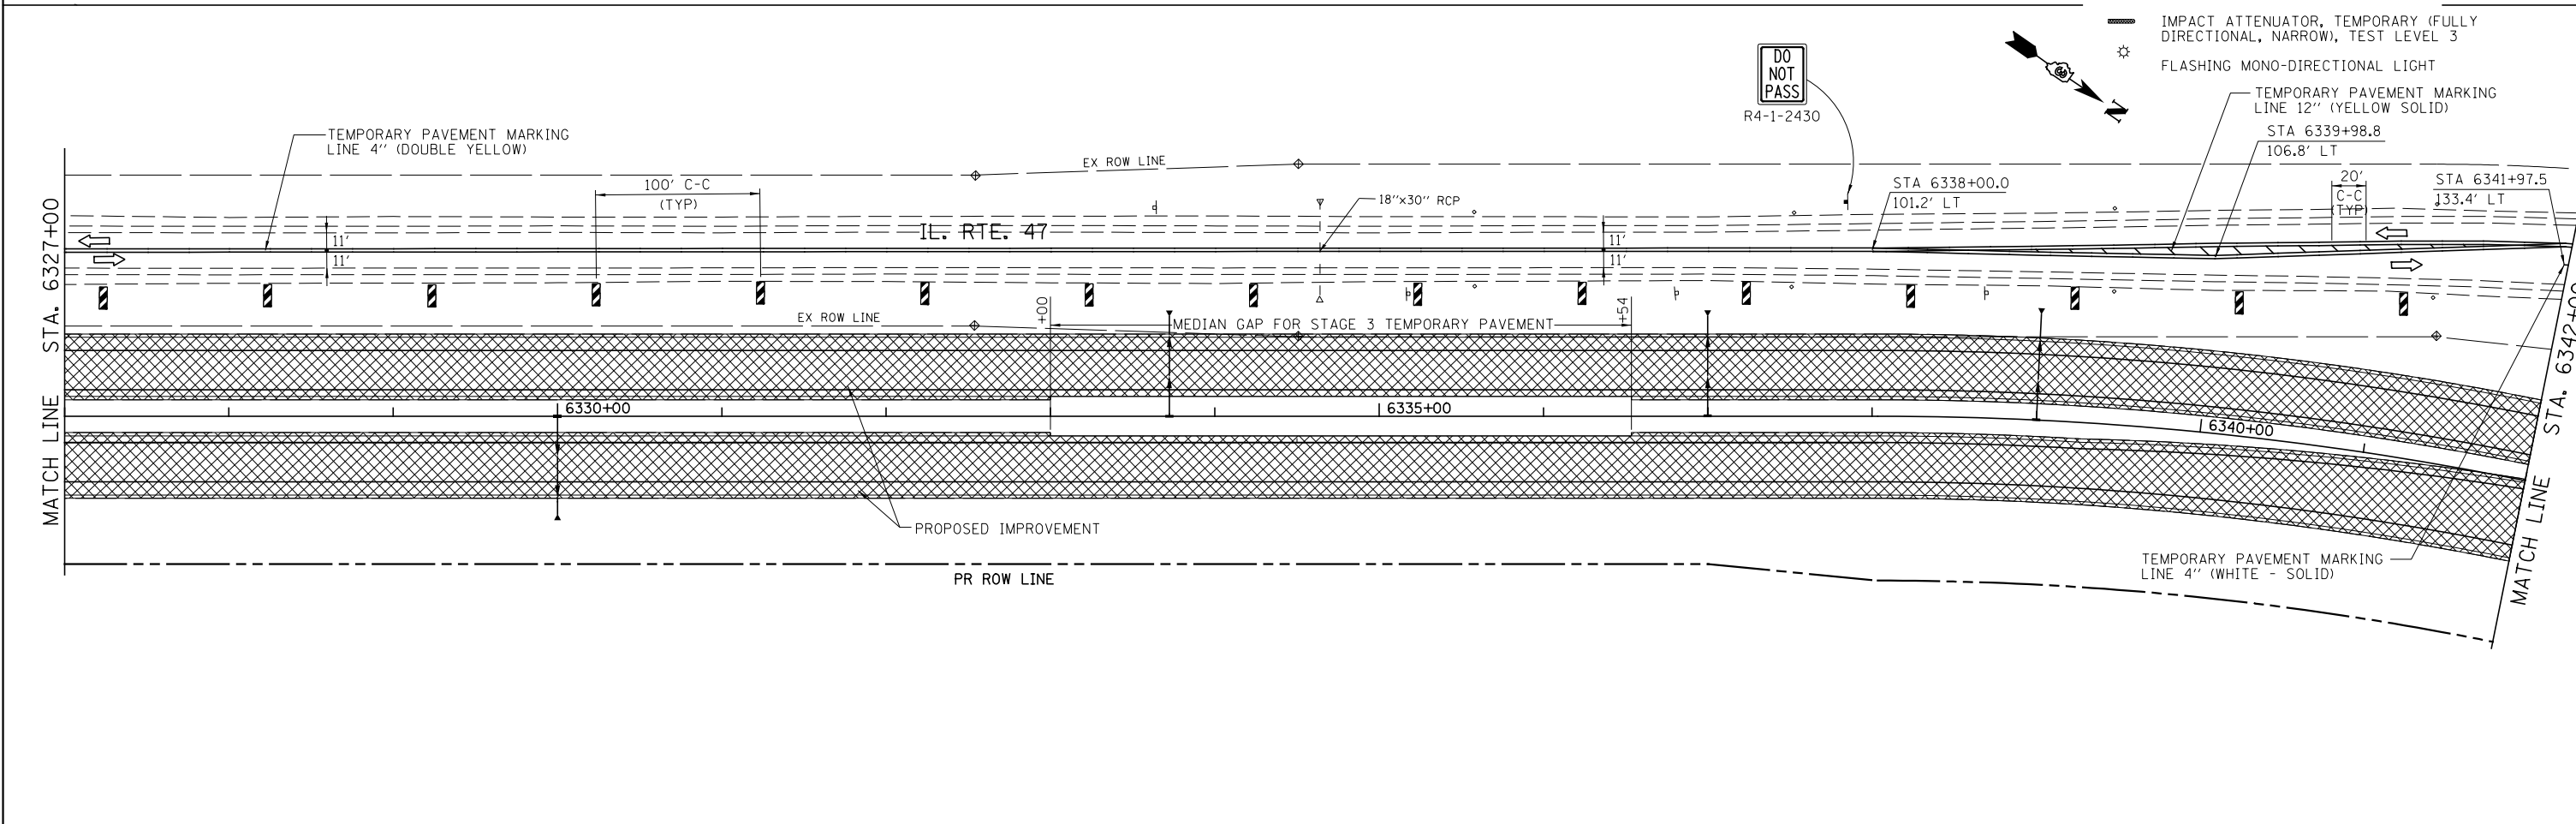 IMPACT ATTENUATOR, TEMPORARY (FULLY
DIRECTIONAL, NARROW), TEST LEVEL 3
FLASHING MONO-DIRECTIONAL LIGHT
DO
NOT
PASS
R4-1-2430
N
TEMPORARY PAVEMENT MARKING
LINE 12" (YELLOW SOLID)
STA 6339+98.8
106.8' LT
TEMPORARY PAVEMENT MARKING
LINE 4" (DOUBLE YELLOW)
EX ROW LINE
100' C-C
(TYP)
18"x30" RCP
STA 6338+00.0
101.2' LT
20'
C-C
(TYP)
STA 6341+97.5
133.4' LT
IL. RTE. 47
11'
11'
11'
11'
MATCH LINE STA. 6327+00
EX ROW LINE
+00
MEDIAN GAP FOR STAGE 3 TEMPORARY PAVEMENT
+54
6330+00
6335+00
6340+00
PROPOSED IMPROVEMENT
PR ROW LINE
TEMPORARY PAVEMENT MARKING
LINE 4" (WHITE - SOLID)
MATCH LINE STA. 6342+00